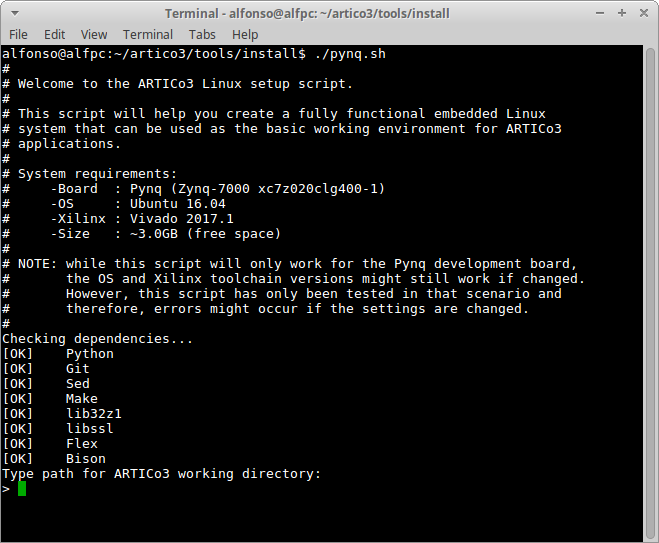 Terminal - alfonso@alfpc: ~/artico3/tools/install
File Edit View Terminal Tabs Help
alfonso@alfpc:~/artico3/tools/install$ ./pynq.sh
#
# Welcome to the ARTICo3 Linux setup script.
#
# This script will help you create a fully functional embedded Linux
# system that can be used as the basic working environment for ARTICo3
# applications.
#
# System requirements:
#     -Board  : Pynq (Zynq-7000 xc7z020clg400-1)
#     -OS     : Ubuntu 16.04
#     -Xilinx : Vivado 2017.1
#     -Size   : ~3.0GB (free space)
#
# NOTE: while this script will only work for the Pynq development board,
#       the OS and Xilinx toolchain versions might still work if changed.
#       However, this script has only been tested in that scenario and
#       therefore, errors might occur if the settings are changed.
#
Checking dependencies...
[OK]    Python
[OK]    Git
[OK]    Sed
[OK]    Make
[OK]    lib32z1
[OK]    libssl
[OK]    Flex
[OK]    Bison
Type path for ARTICo3 working directory:
>